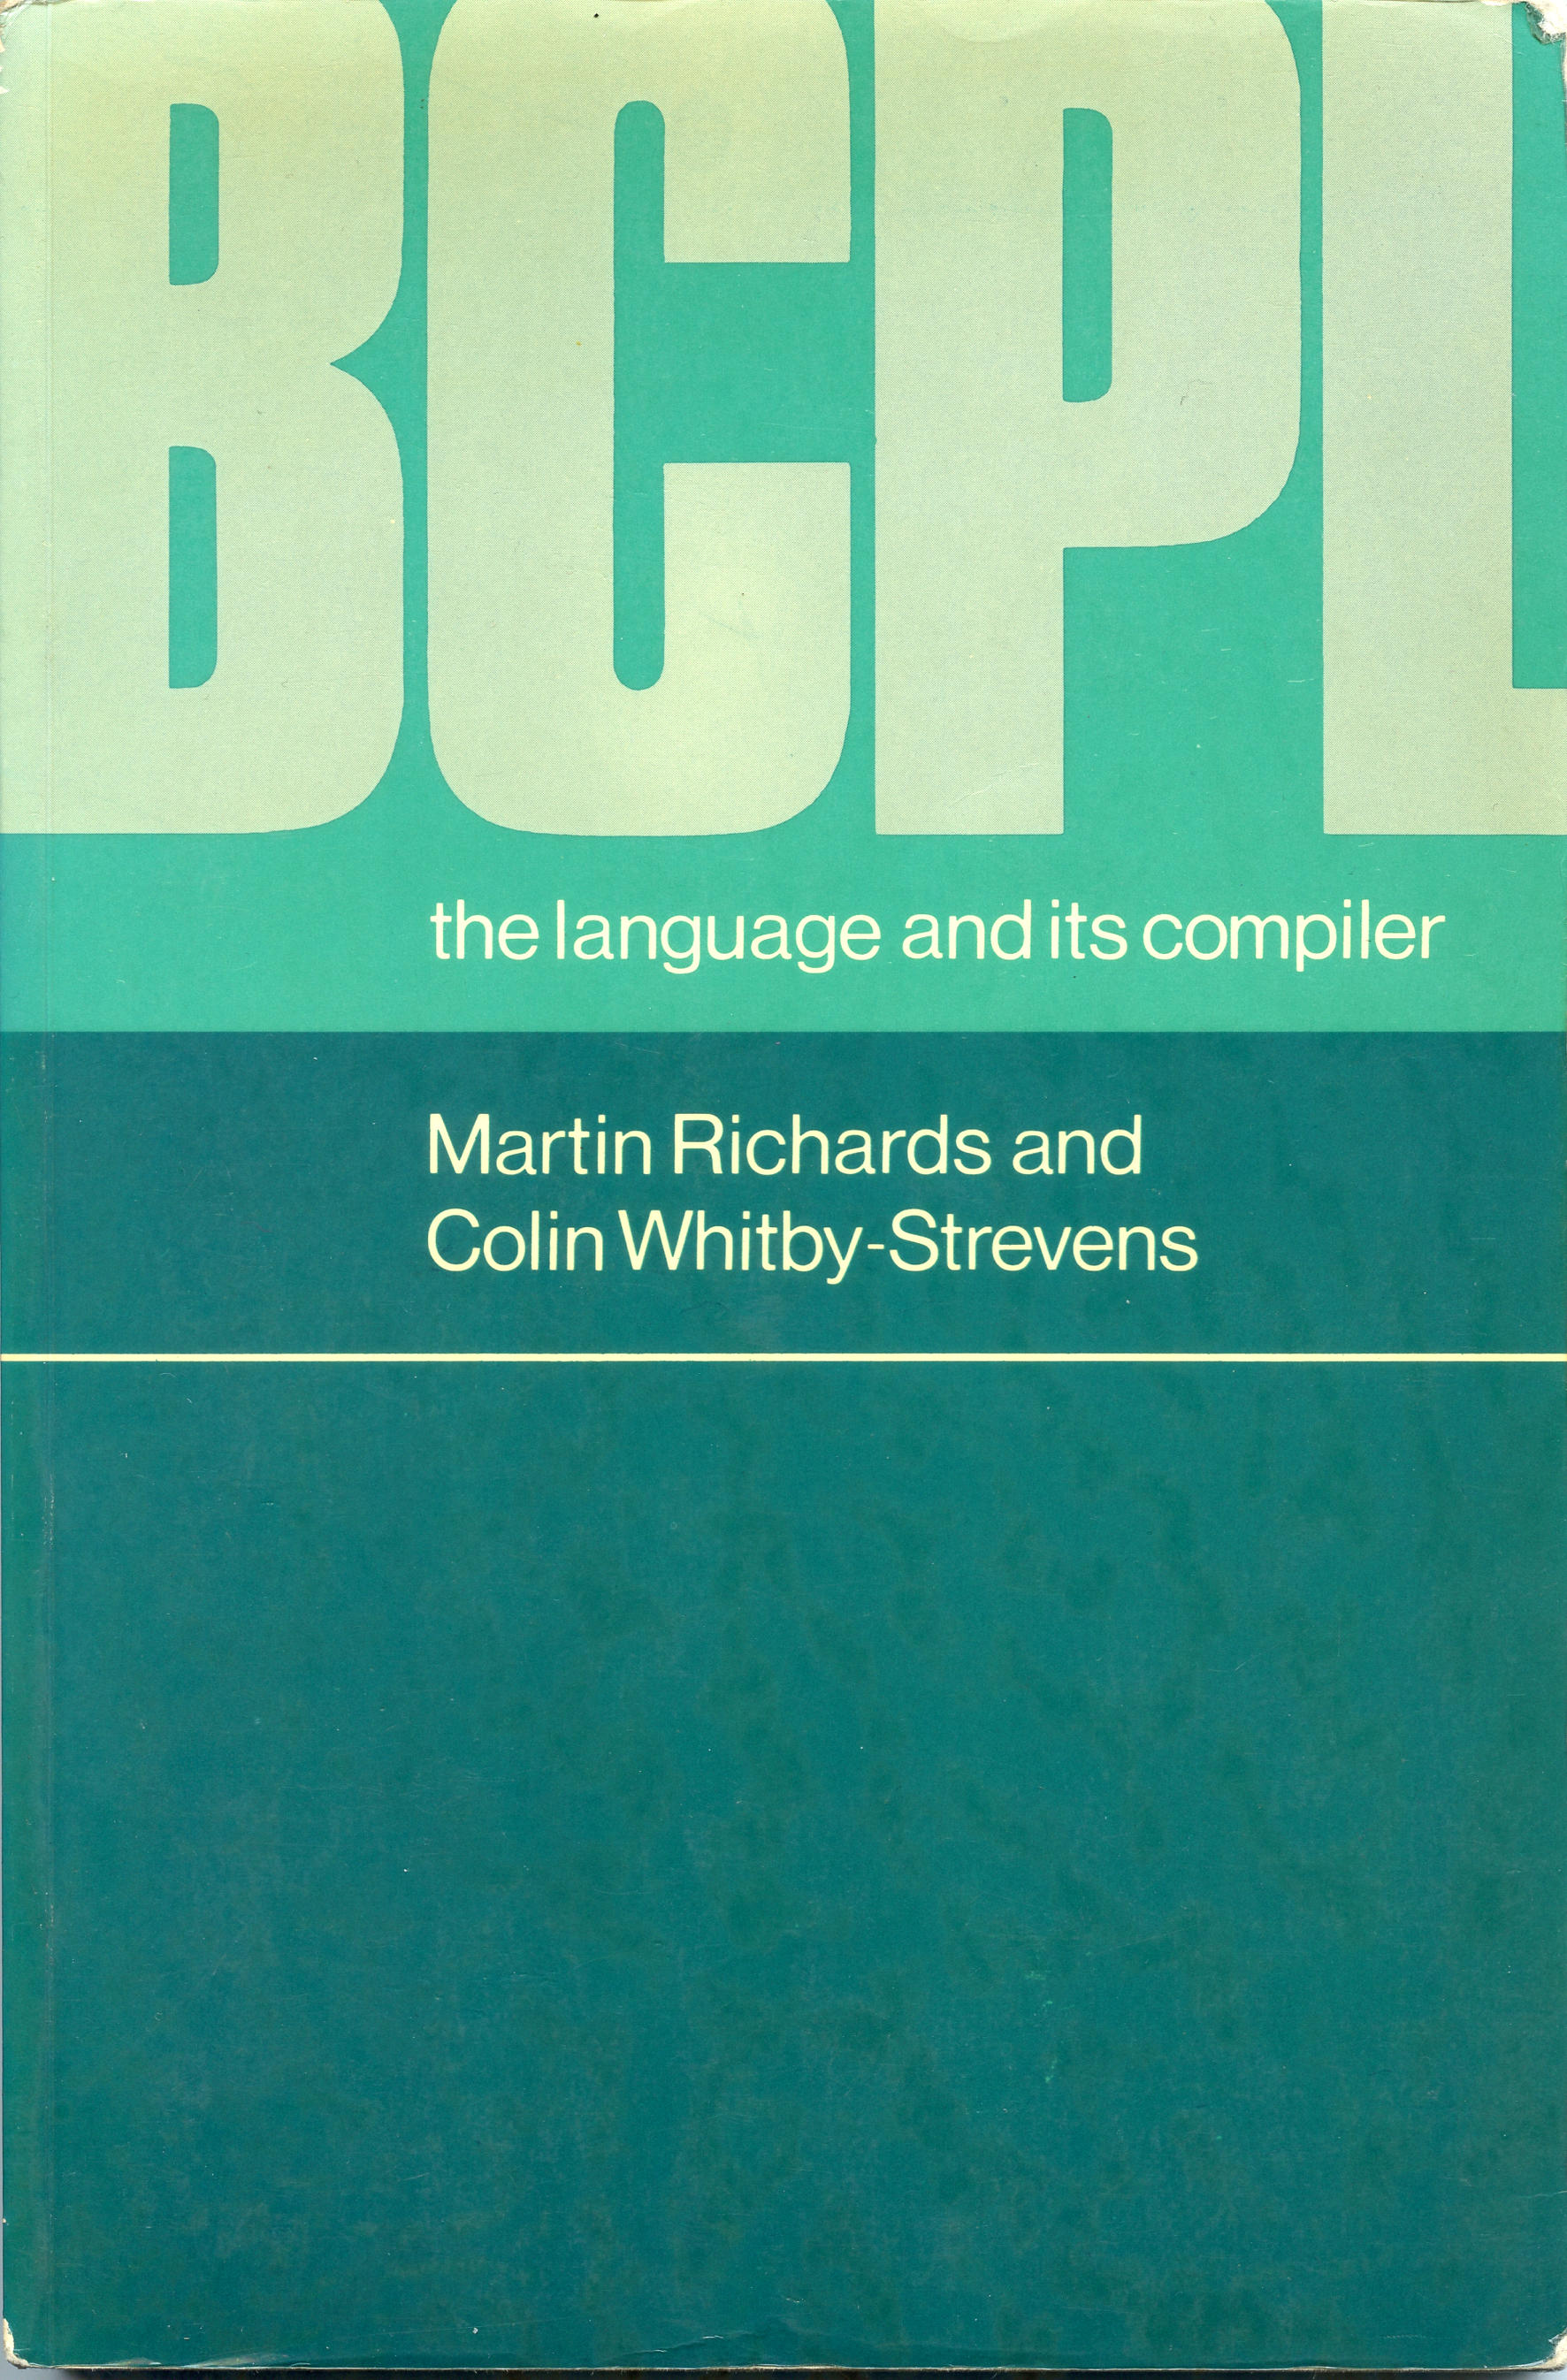 BCPL
the language and its compiler
Martin Richards and
Colin Whitby-Strevens